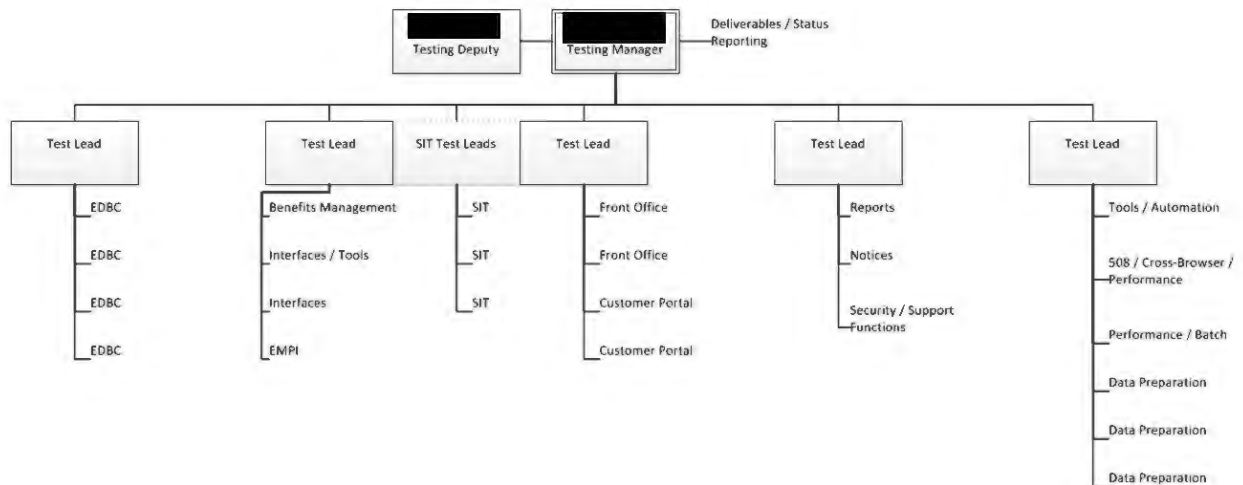 Testing Deputy
Testing Manager
Deliverables / Status
Reporting
Test Lead
Test Lead
SIT Test Leads
Test Lead
Test Lead
Test Lead
EDBC
EDBC
EDBC
EDBC
Benefits Management
Interfaces / Tools
Interfaces
EMPI
SIT
SIT
SIT
Front Office
Front Office
Customer Portal
Customer Portal
Reports
Notices
Security / Support
Functions
Tools / Automation
508 / Cross-Browser /
Performance
Performance / Batch
Data Preparation
Data Preparation
Data Preparation